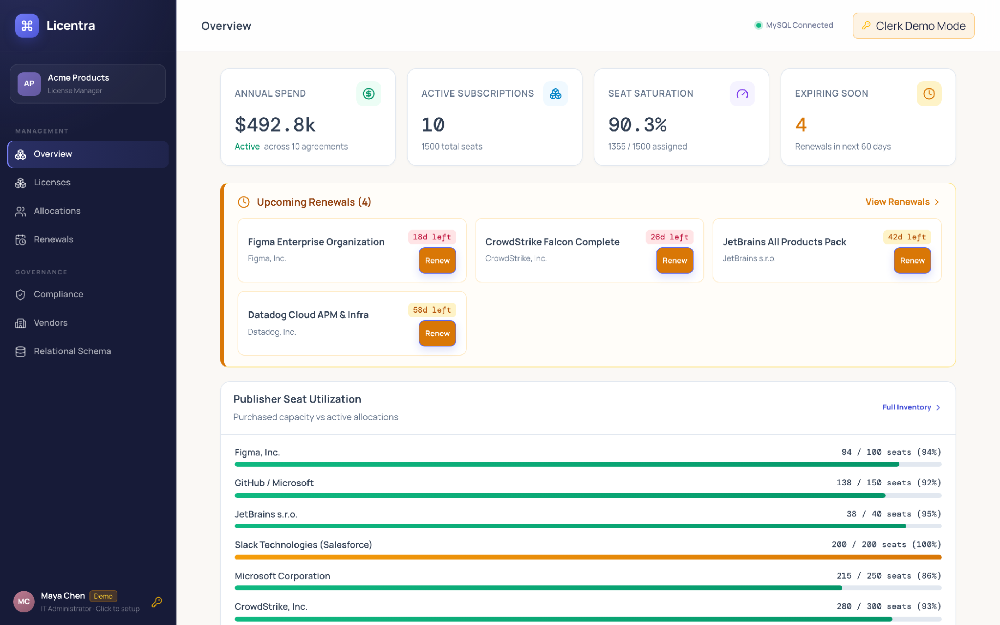 Licentra
AP
Acme Products
License Manager
MANAGEMENT
Overview
Licenses
Allocations
Renewals
GOVERNANCE
Compliance
Vendors
Relational Schema
MC
Maya Chen
Demo
IT Administrator · Click to setup
Overview
MySQL Connected
Clerk Demo Mode
ANNUAL SPEND
$492.8k
Active across 10 agreements
ACTIVE SUBSCRIPTIONS
10
1500 total seats
SEAT SATURATION
90.3%
1355 / 1500 assigned
EXPIRING SOON
4
Renewals in next 60 days
Upcoming Renewals (4)
View Renewals
Figma Enterprise Organization
Figma, Inc.
18d left
Renew
CrowdStrike Falcon Complete
CrowdStrike, Inc.
26d left
Renew
JetBrains All Products Pack
JetBrains s.r.o.
42d left
Renew
Datadog Cloud APM & Infra
Datadog, Inc.
58d left
Renew
Publisher Seat Utilization
Purchased capacity vs active allocations
Full Inventory
Figma, Inc.
94 / 100 seats (94%)
GitHub / Microsoft
138 / 150 seats (92%)
JetBrains s.r.o.
38 / 40 seats (95%)
Slack Technologies (Salesforce)
200 / 200 seats (100%)
Microsoft Corporation
215 / 250 seats (86%)
CrowdStrike, Inc.
280 / 300 seats (93%)